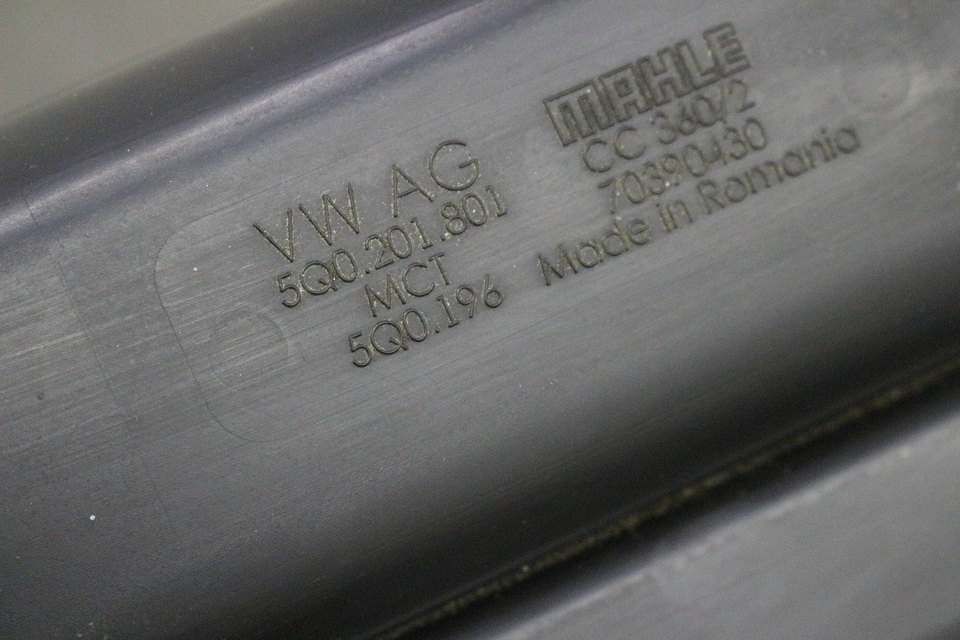 VW AG
5Q0.201.801
MCT
5Q0.196
MAHLE
CC 360/2
70390430
Made in Romania